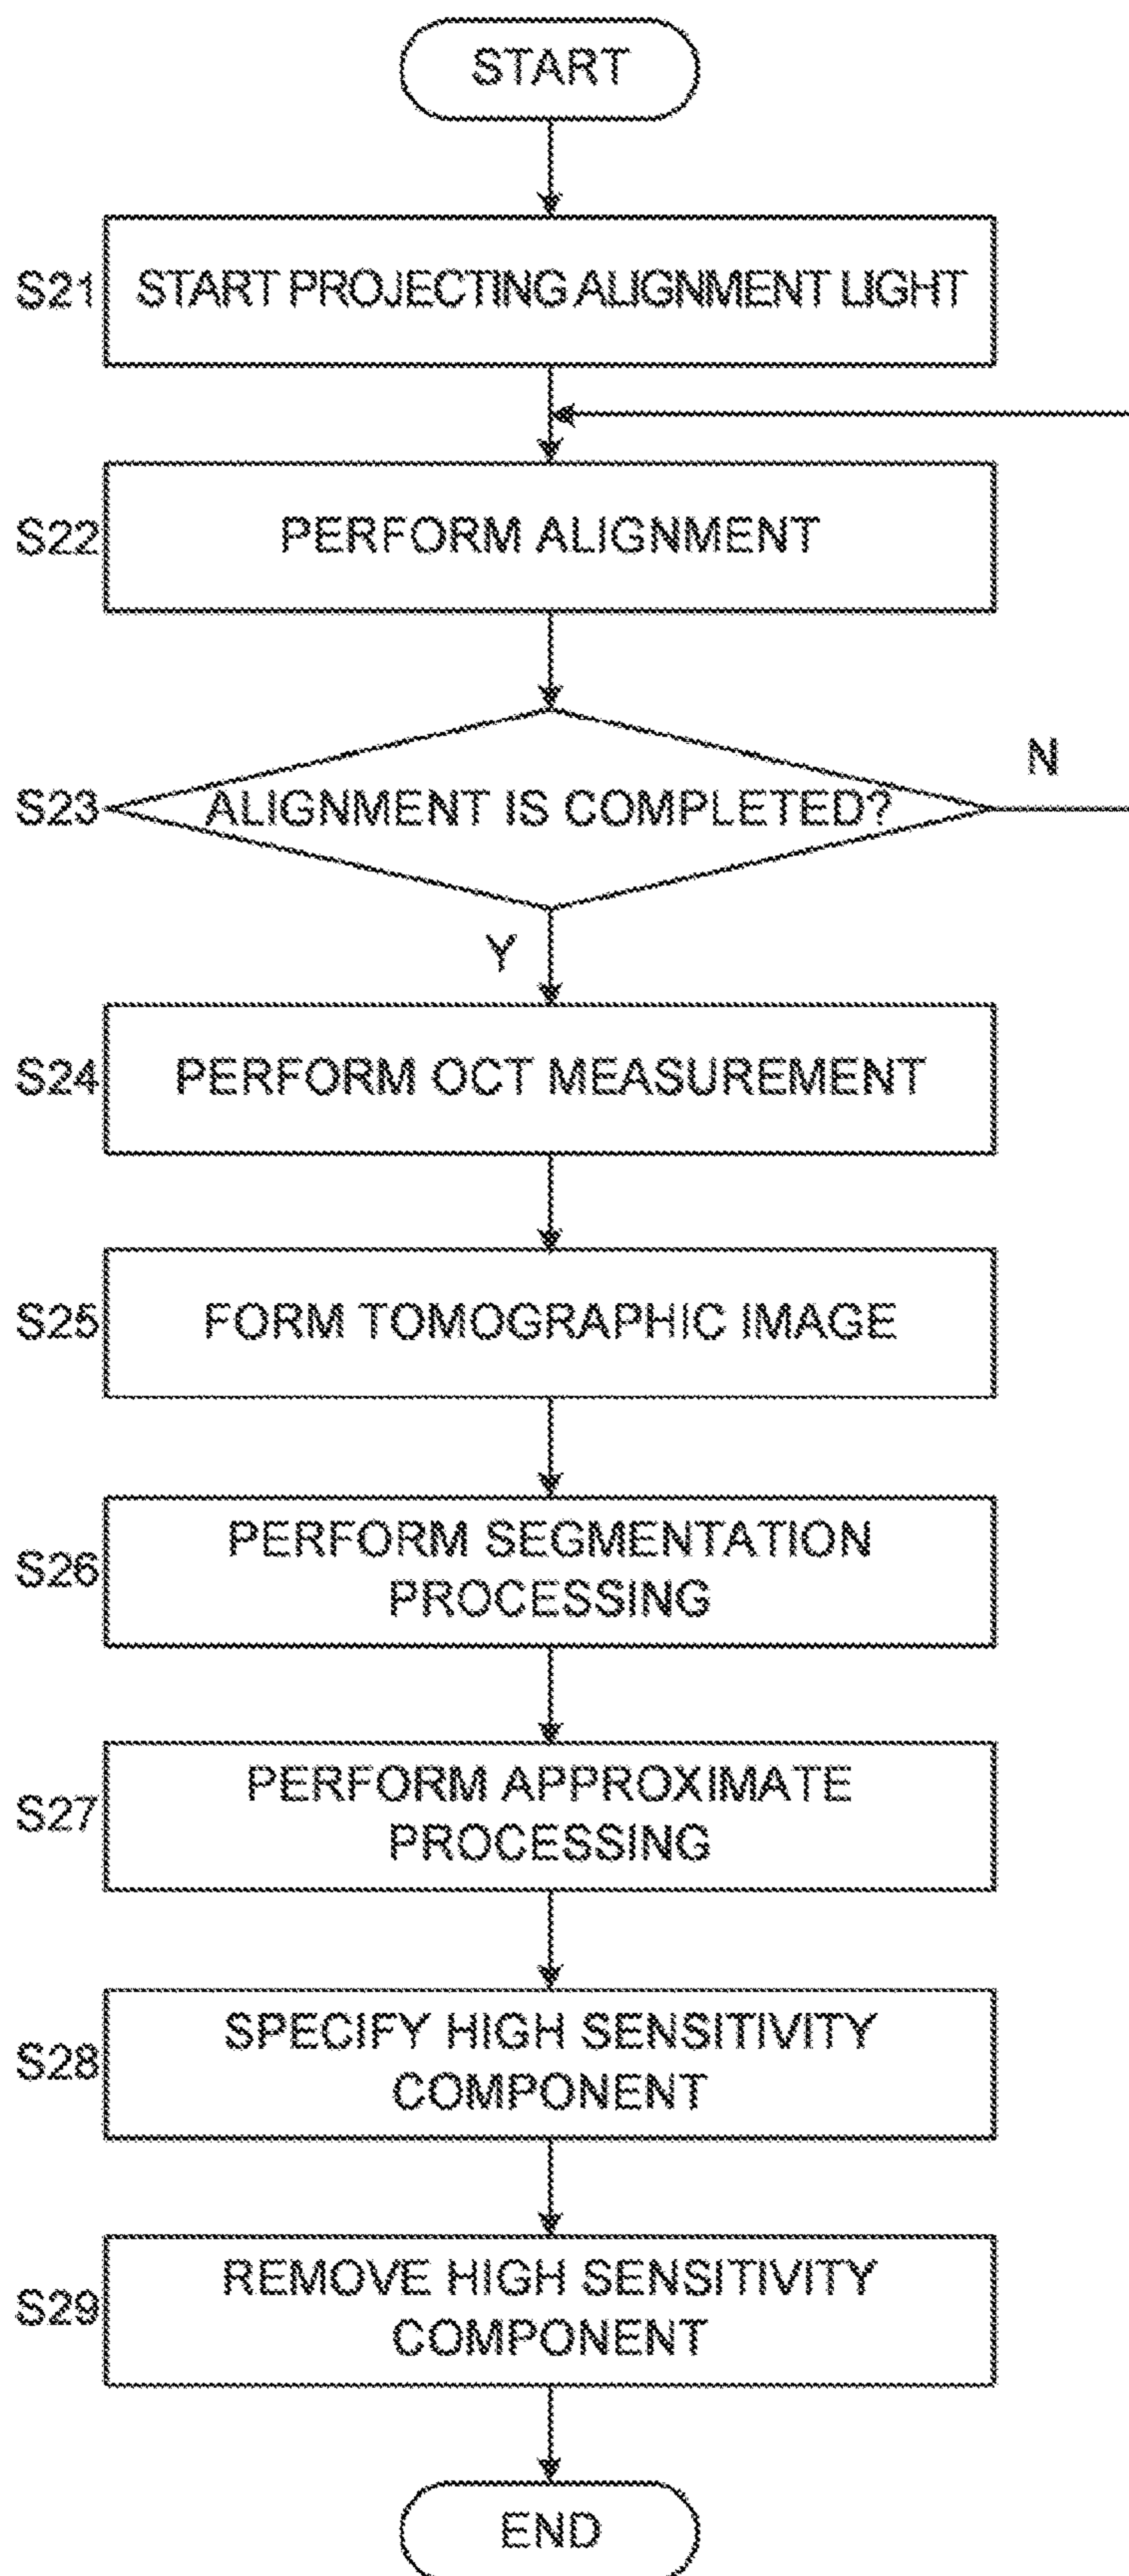 START
S21
START PROJECTING ALIGNMENT LIGHT
S22
PERFORM ALIGNMENT
S23
ALIGNMENT IS COMPLETED?
N
Y
S24
PERFORM OCT MEASUREMENT
S25
FORM TOMOGRAPHIC IMAGE
S26
PERFORM SEGMENTATION
PROCESSING
S27
PERFORM APPROXIMATE
PROCESSING
S28
SPECIFY HIGH SENSITIVITY
COMPONENT
S29
REMOVE HIGH SENSITIVITY
COMPONENT
END